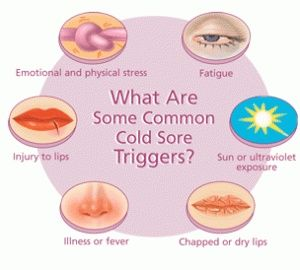 Emotional and physical stress
Fatigue
What Are
Some Common
Cold Sore
Triggers?
Injury to lips
Sun or ultraviolet
exposure
Illness or fever
Chapped or dry lips